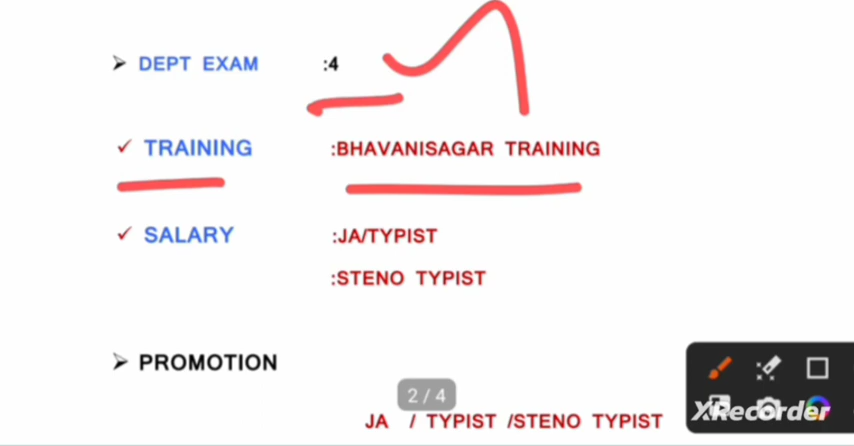 ➢ DEPT EXAM :4
✓ TRAINING :BHAVANISAGAR TRAINING
✓ SALARY :JA/TYPIST
:STENO TYPIST
➢ PROMOTION
2 / 4
JA / TYPIST /STENO TYPIST
XRecorder